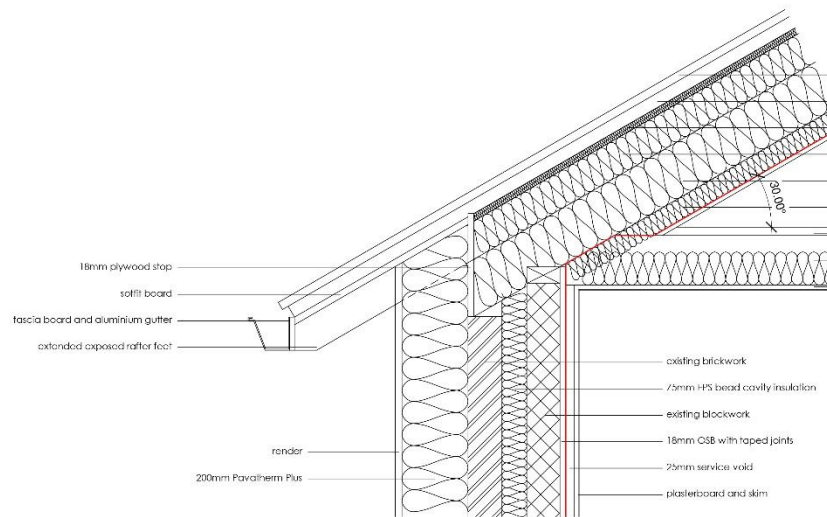 30.00°
18mm plywood stop
soffit board
fascia board and aluminium gutter
extended exposed rafter feet
render
200mm Pavatherm Plus
existing brickwork
75mm EPS bead cavity insulation
existing blockwork
18mm OSB with taped joints
25mm service void
plasterboard and skim